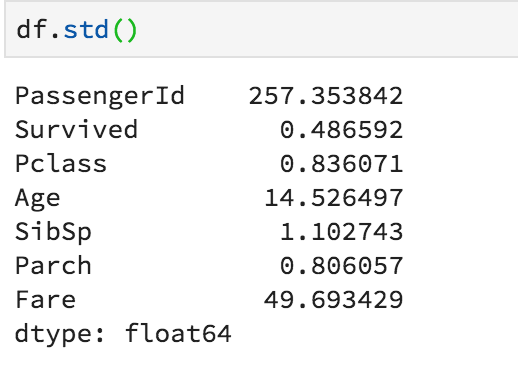 df.std()
PassengerId 257.353842
Survived 0.486592
Pclass 0.836071
Age 14.526497
SibSp 1.102743
Parch 0.806057
Fare 49.693429
dtype: float64